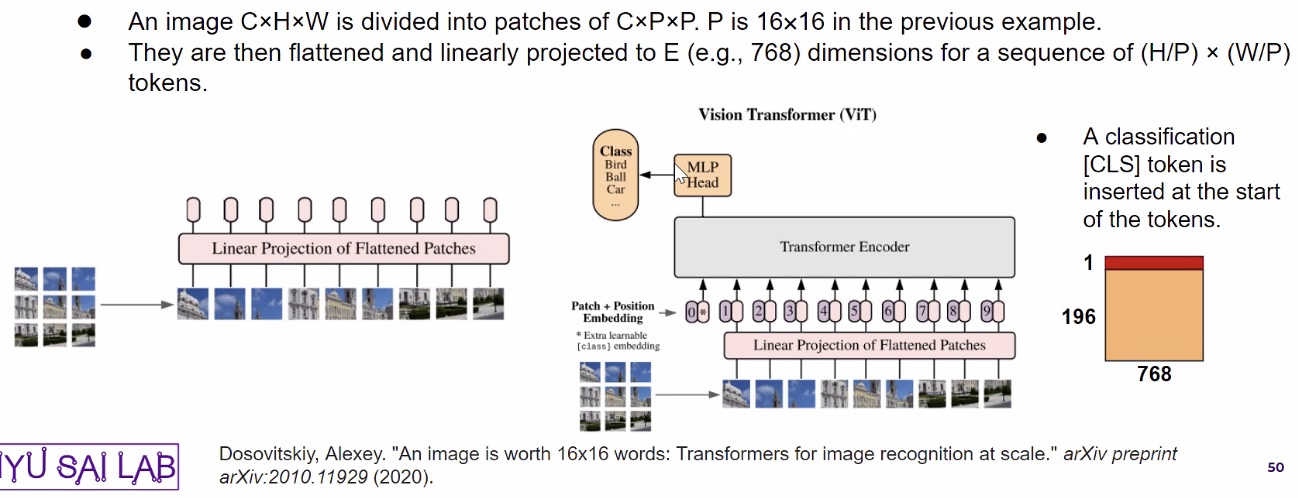 ● An image C×H×W is divided into patches of C×P×P. P is 16×16 in the previous example.
● They are then flattened and linearly projected to E (e.g., 768) dimensions for a sequence of (H/P) × (W/P)
tokens.
Linear Projection of Flattened Patches
Vision Transformer (ViT)
Class
Bird
Ball
Car
...
MLP
Head
Transformer Encoder
Patch + Position
Embedding
* Extra learnable
[class] embedding
0 * 1 2 3 4 5 6 7 8 9
Linear Projection of Flattened Patches
● A classification
[CLS] token is
inserted at the start
of the tokens.
1
196
768
YU SAI LAB
Dosovitskiy, Alexey. "An image is worth 16x16 words: Transformers for image recognition at scale." arXiv preprint
arXiv:2010.11929 (2020).
50